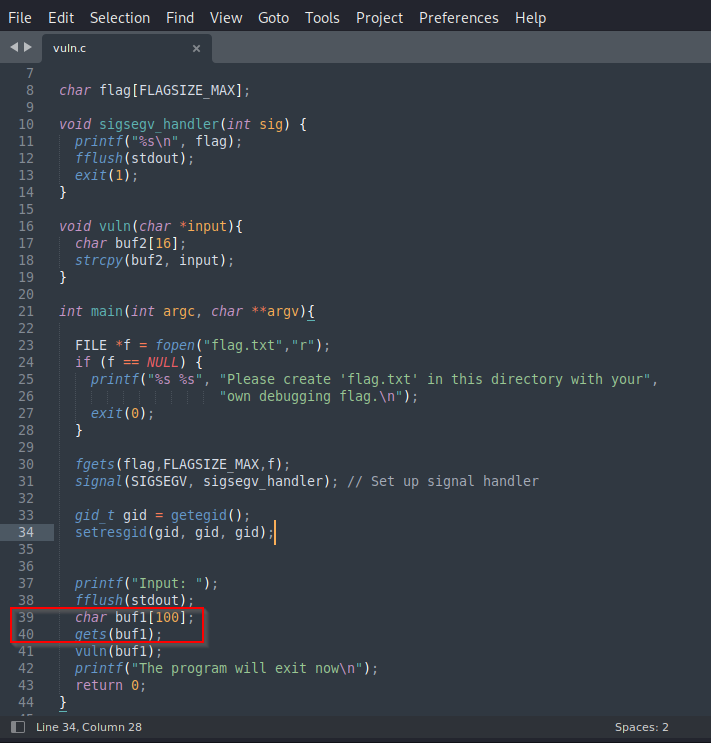 File Edit Selection Find View Goto Tools Project Preferences Help
vuln.c ×
7
8 char flag[FLAGSIZE_MAX];
9
10 void sigsegv_handler(int sig) {
11   printf("%s\n", flag);
12   fflush(stdout);
13   exit(1);
14 }
15
16 void vuln(char *input){
17   char buf2[16];
18   strcpy(buf2, input);
19 }
20
21 int main(int argc, char **argv){
22
23   FILE *f = fopen("flag.txt","r");
24   if (f == NULL) {
25     printf("%s %s", "Please create 'flag.txt' in this directory with your",
26                     "own debugging flag.\n");
27     exit(0);
28   }
29
30   fgets(flag,FLAGSIZE_MAX,f);
31   signal(SIGSEGV, sigsegv_handler); // Set up signal handler
32
33   gid_t gid = getegid();
34   setresgid(gid, gid, gid);
35
36
37   printf("Input: ");
38   fflush(stdout);
39   char buf1[100];
40   gets(buf1);
41   vuln(buf1);
42   printf("The program will exit now\n");
43   return 0;
44 }
Line 34, Column 28 Spaces: 2